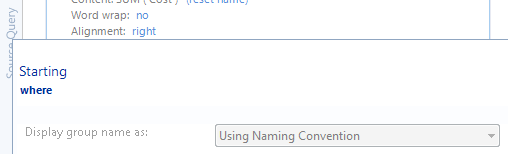 Content: SUM ( Cost ) (reset name)
Word wrap: no
Alignment: right
Source Query
Starting
where
Display group name as: Using Naming Convention